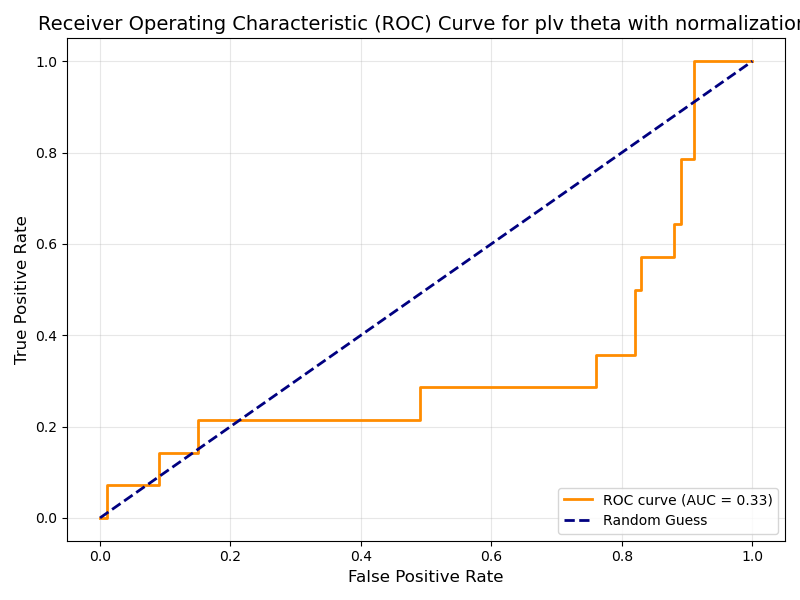 Receiver Operating Characteristic (ROC) Curve for plv theta with normalization
True Positive Rate
1.0
0.8
0.6
0.4
0.2
0.0
ROC curve (AUC = 0.33)
Random Guess
0.0 0.2 0.4 0.6 0.8 1.0
False Positive Rate